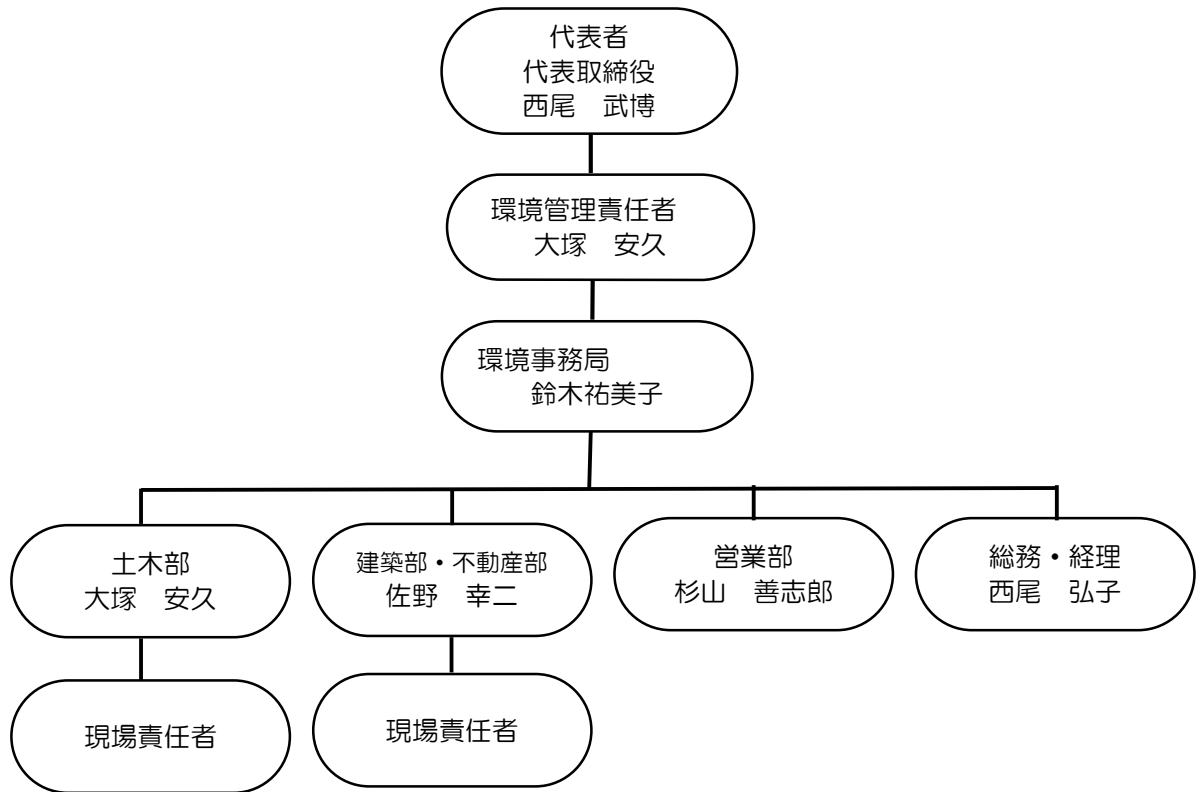 代表者
代表取締役
西尾　武博
環境管理責任者
大塚　安久
環境事務局
鈴木祐美子
土木部
大塚　安久
建築部・不動産部
佐野　幸二
営業部
杉山　善志郎
総務・経理
西尾　弘子
現場責任者
現場責任者